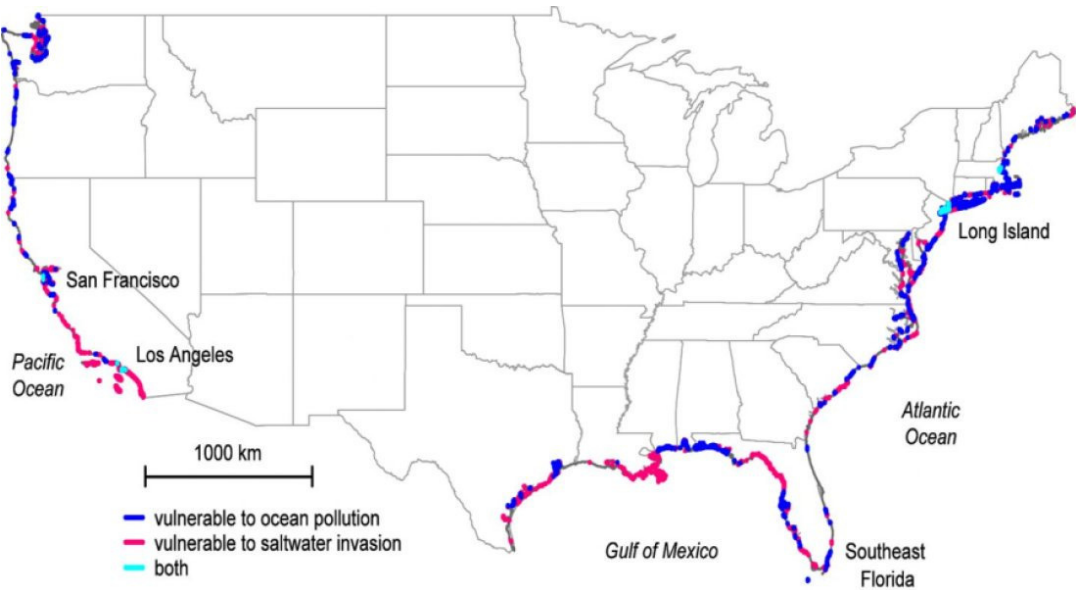 Long Island
San Francisco
Los Angeles
Pacific
Ocean
Atlantic
Ocean
1000 km
vulnerable to ocean pollution
vulnerable to saltwater invasion
both
Gulf of Mexico
Southeast
Florida